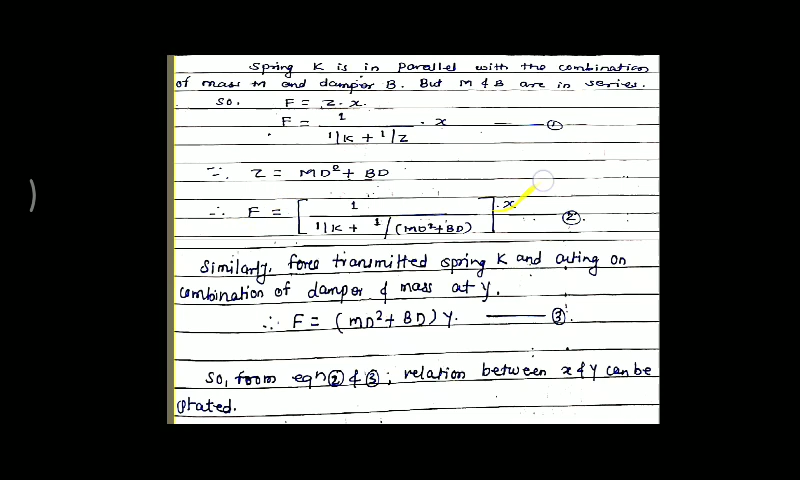 Spring K is in Parallel with the combination
of mass M and damper B. But M & B are in series.
so. F = Z. x.
F = 1 / (1/K + 1/Z) . x —— ①
∵ Z = MD² + BD
∴ F = [ 1 / (1/K + 1/(MD²+BD)) ] .x ②.
Similarly, force transmitted spring K and acting on
combination of damper & mass at y.
∴ F = (MD² + BD) y. —— ③.
so, from eqn ② & ③; relation between x & y can be
stated.